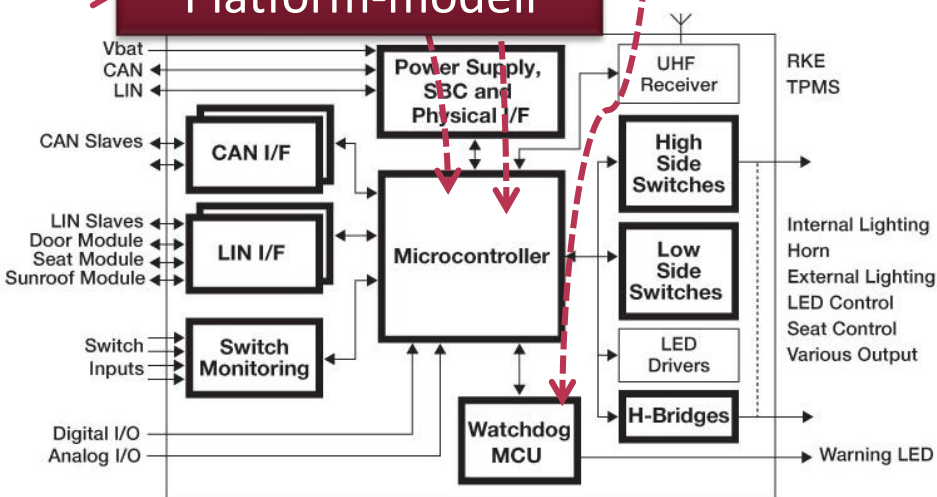 Platform-modell
Vbat
CAN
LIN
Power Supply,
SBC and
Physical I/F
UHF
Receiver
RKE
TPMS
CAN Slaves
CAN I/F
High
Side
Switches
LIN Slaves
Door Module
Seat Module
Sunroof Module
LIN I/F
Microcontroller
Low
Side
Switches
Internal Lighting
Horn
External Lighting
LED Control
Seat Control
Various Output
Switch
Inputs
Switch
Monitoring
LED
Drivers
H-Bridges
Digital I/O
Analog I/O
Watchdog
MCU
Warning LED